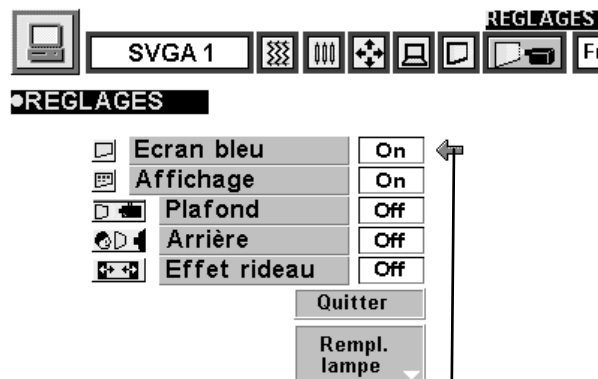 REGLAGES
SVGA 1
•REGLAGES
Ecran bleu On
Affichage On
Plafond Off
Arrière Off
Effet rideau Off
Quitter
Rempl.
lampe